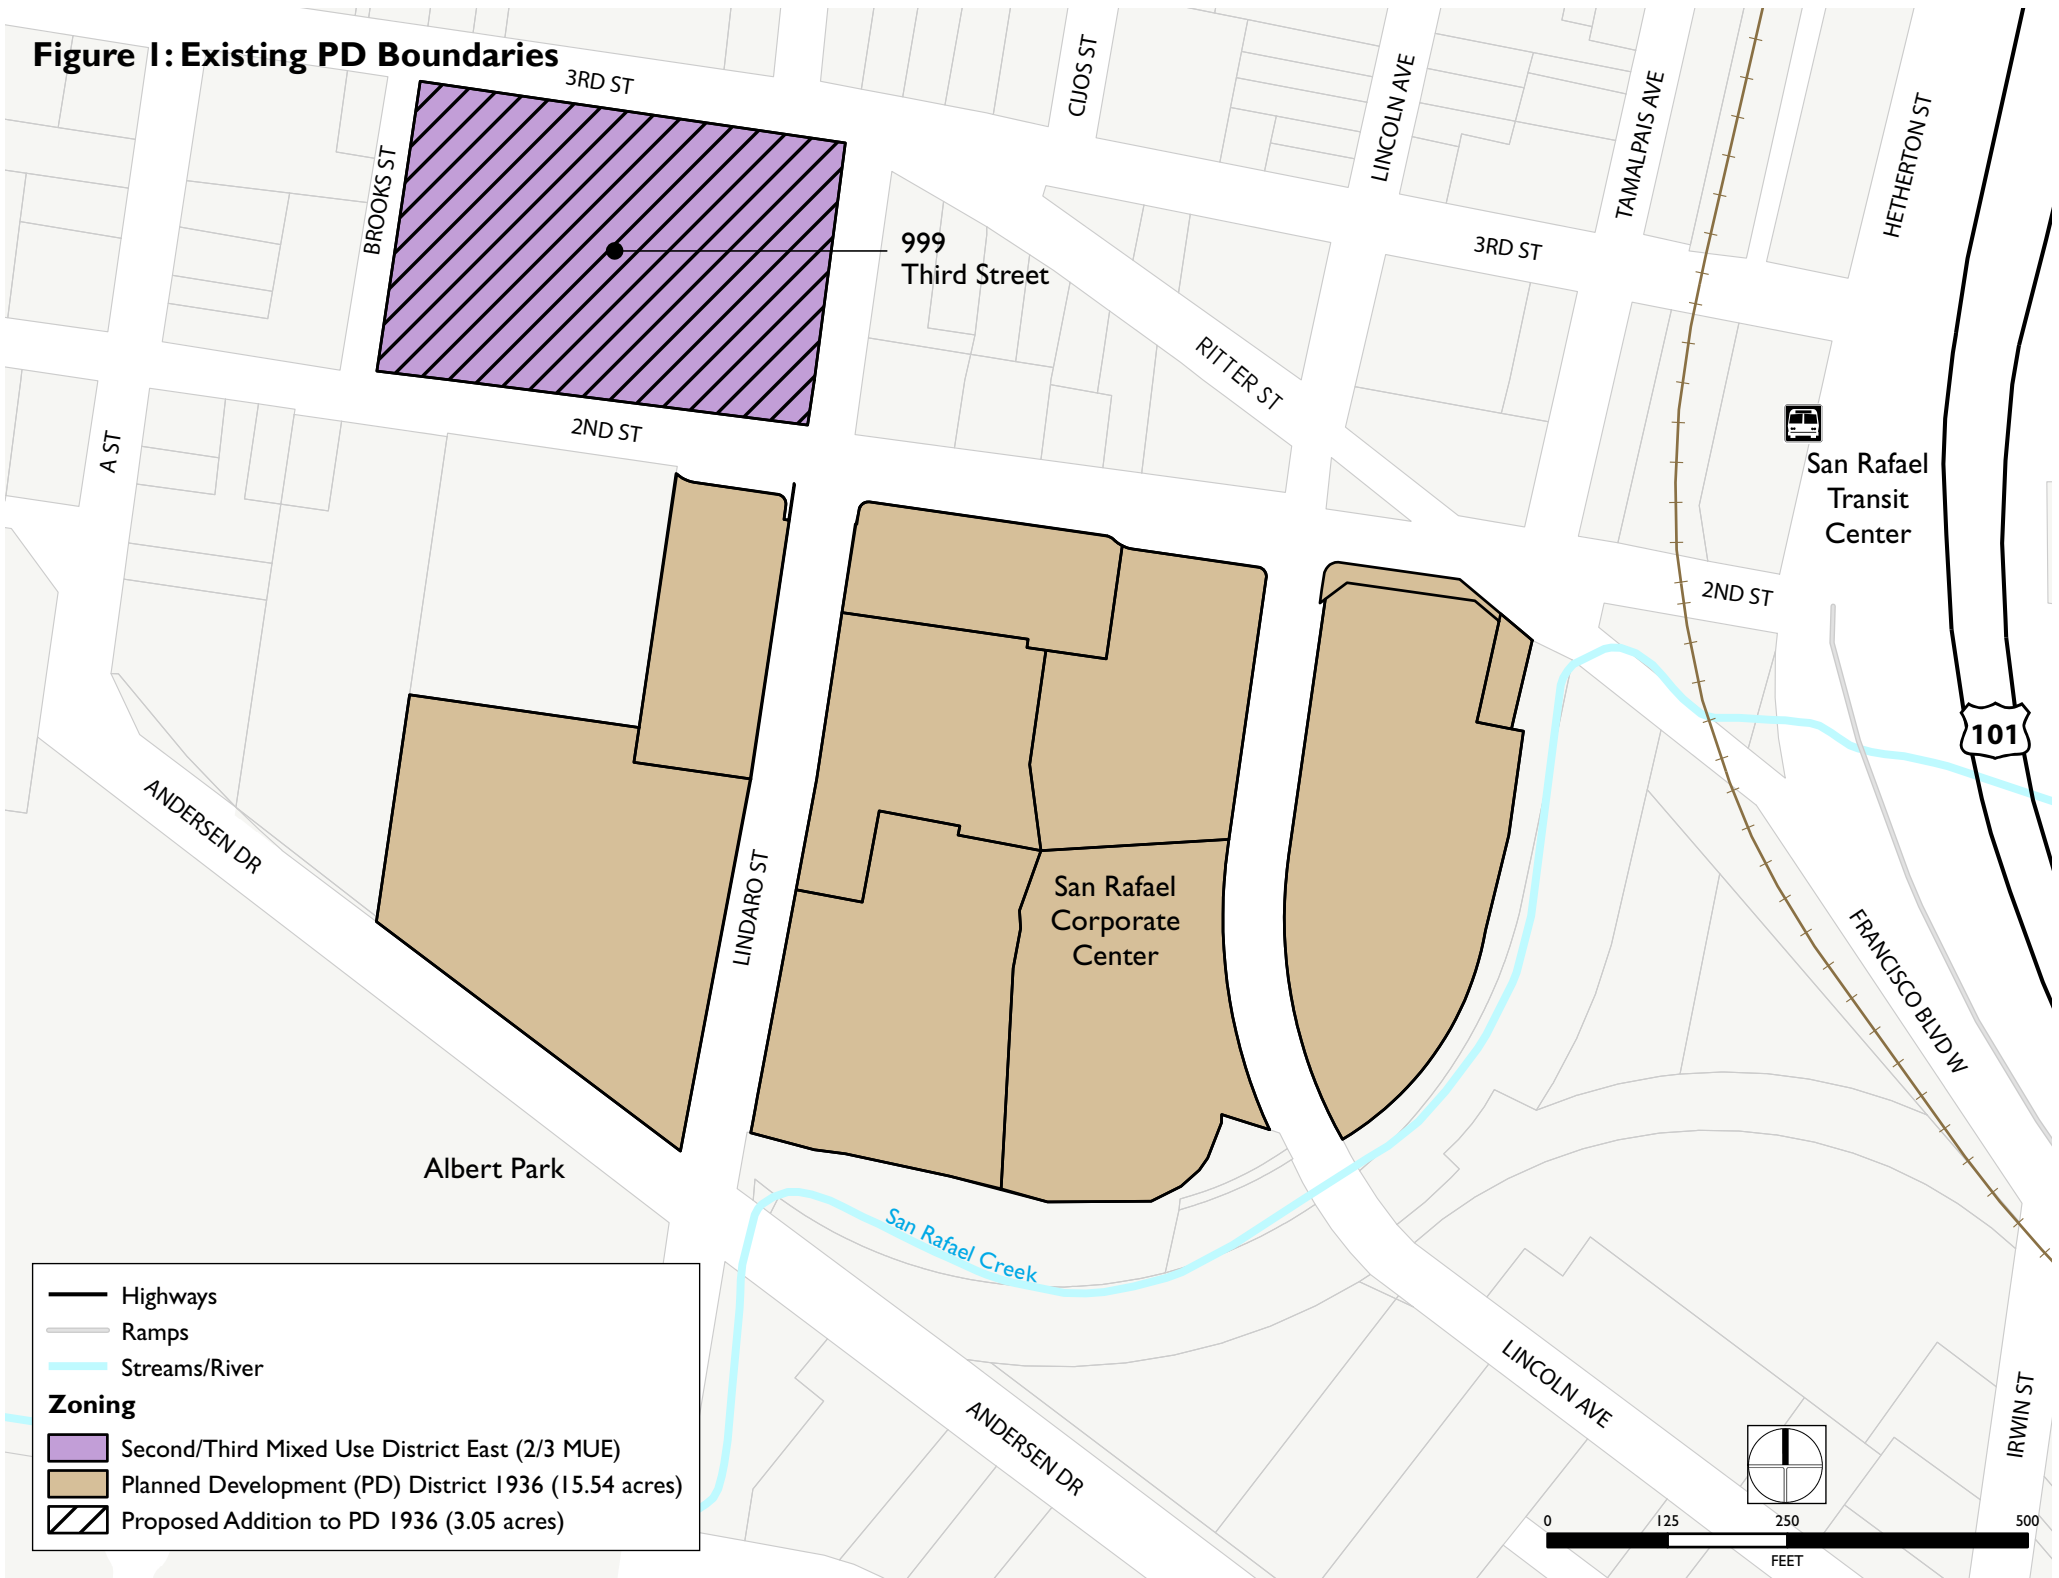 Figure 1: Existing PD Boundaries
3RD ST
CIJOS ST
LINCOLN AVE
TAMALPAIS AVE
HETHERTON ST
BROOKS ST
999
Third Street
3RD ST
RITTER ST
2ND ST
A ST
San Rafael
Transit
Center
2ND ST
101
ANDERSEN DR
LINDARO ST
San Rafael
Corporate
Center
FRANCISCO BLVD W
Albert Park
San Rafael Creek
LINCOLN AVE
ANDERSEN DR
IRWIN ST
Highways
Ramps
Streams/River
Zoning
Second/Third Mixed Use District East (2/3 MUE)
Planned Development (PD) District 1936 (15.54 acres)
Proposed Addition to PD 1936 (3.05 acres)
0 125 250 500
FEET